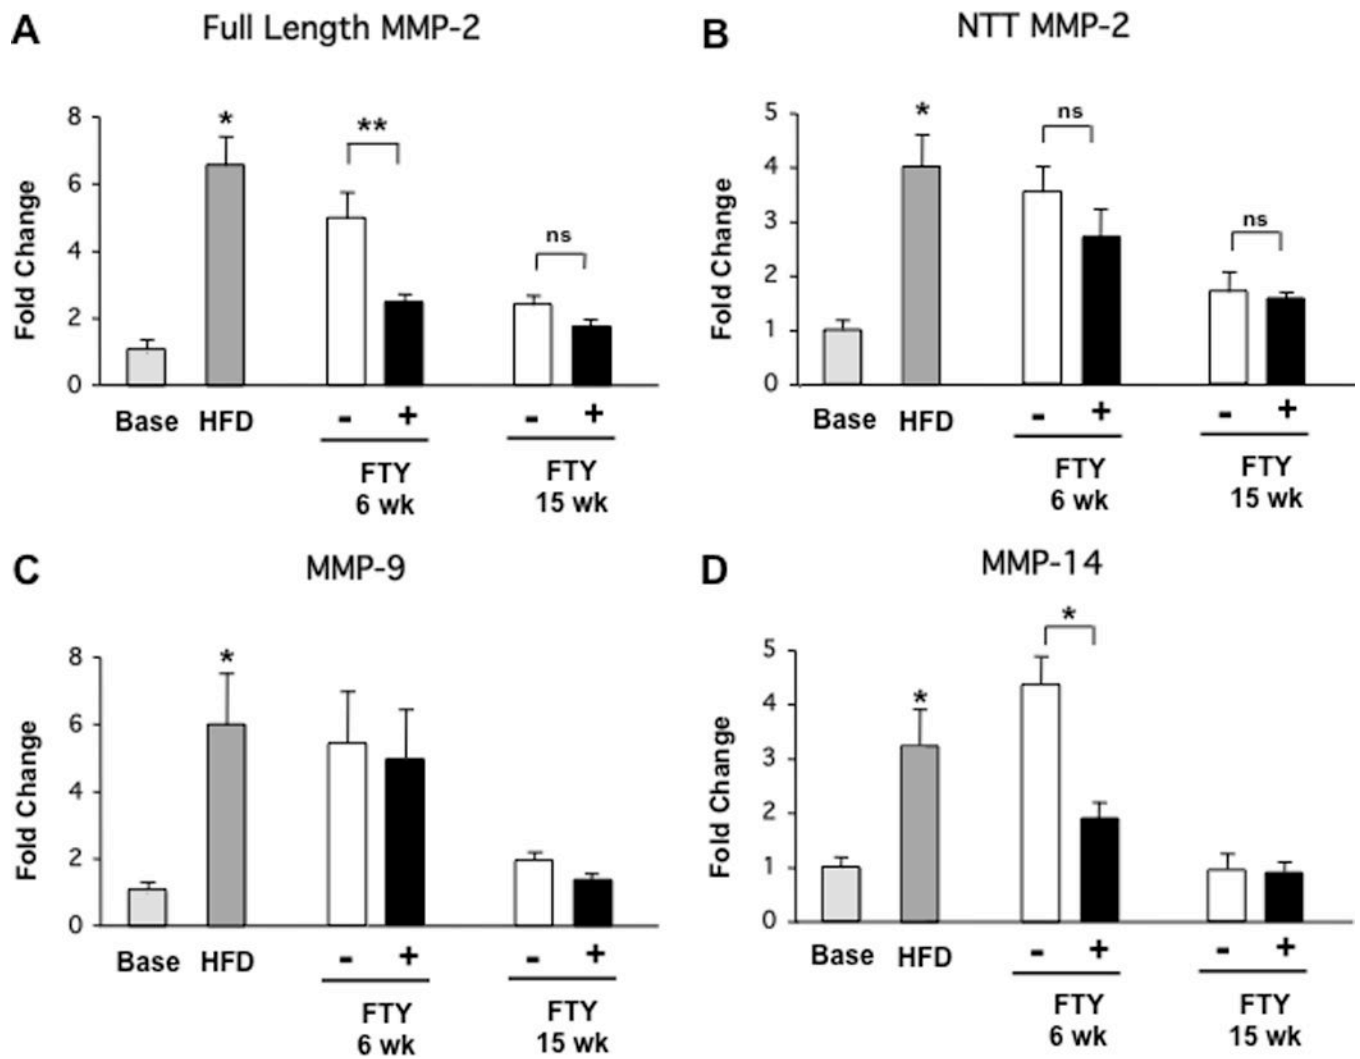 A
Full Length MMP-2
8
6
4
2
0
Fold Change
*
**
ns
Base HFD - + - +
FTY FTY
6 wk 15 wk
B
NTT MMP-2
5
4
3
2
1
0
Fold Change
*
ns
ns
Base HFD - + - +
FTY FTY
6 wk 15 wk
C
MMP-9
8
6
4
2
0
Fold Change
*
Base HFD - + - +
FTY FTY
6 wk 15 wk
D
MMP-14
5
4
3
2
1
0
Fold Change
*
*
Base HFD - + - +
FTY FTY
6 wk 15 wk